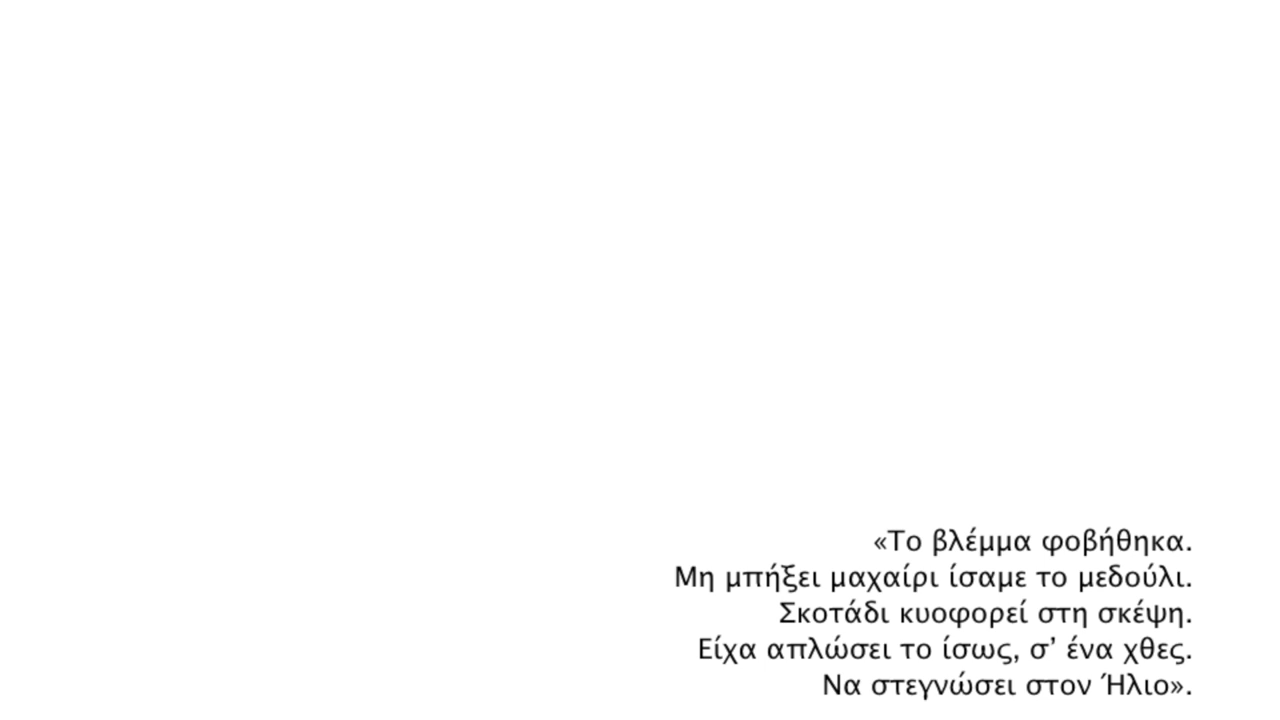 «Το βλέμμα φοβήθηκα.
Μη μπήξει μαχαίρι ίσαμε το μεδούλι.
Σκοτάδι κυοφορεί στη σκέψη.
Είχα απλώσει το ίσως, σ’ ένα χθες.
Να στεγνώσει στον Ήλιο».